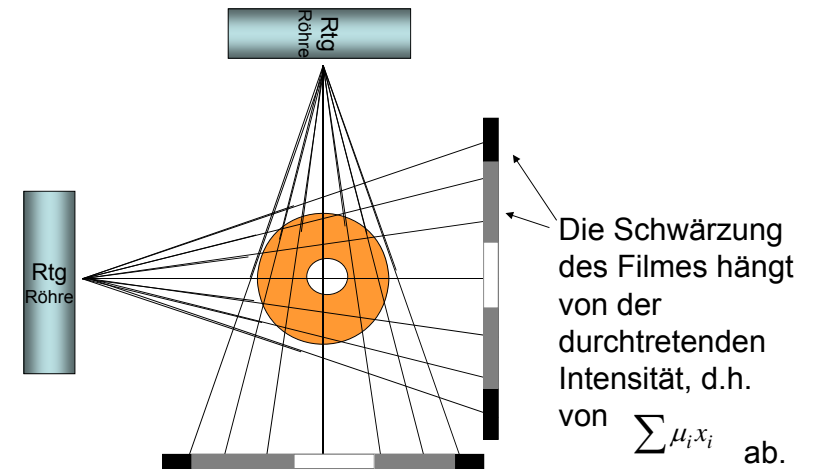 Rtg
Röhre
Rtg
Röhre
Die Schwärzung
des Filmes hängt
von der
durchtretenden
Intensität, d.h.
von ∑ μᵢxᵢ ab.